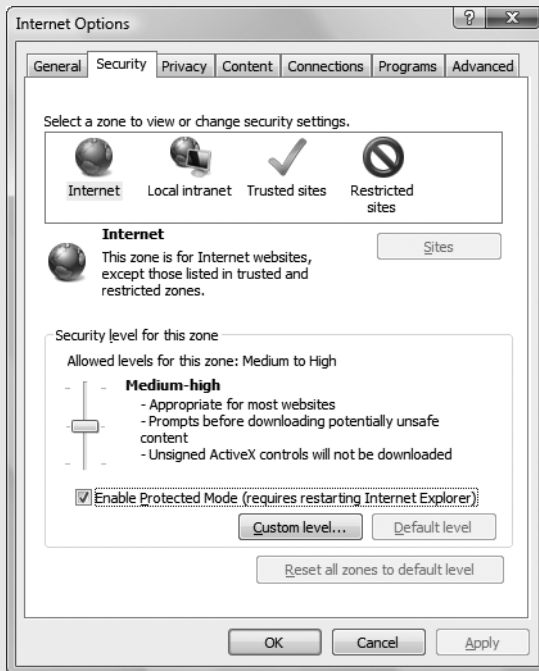 Internet Options
?
X
General Security Privacy Content Connections Programs Advanced
Select a zone to view or change security settings.
Internet Local intranet Trusted sites Restricted
sites
Internet
This zone is for Internet websites,
except those listed in trusted and
restricted zones.
Sites
Security level for this zone
Allowed levels for this zone: Medium to High
Medium-high
- Appropriate for most websites
- Prompts before downloading potentially unsafe
content
- Unsigned ActiveX controls will not be downloaded
Enable Protected Mode (requires restarting Internet Explorer)
Custom level... Default level
Reset all zones to default level
OK Cancel Apply